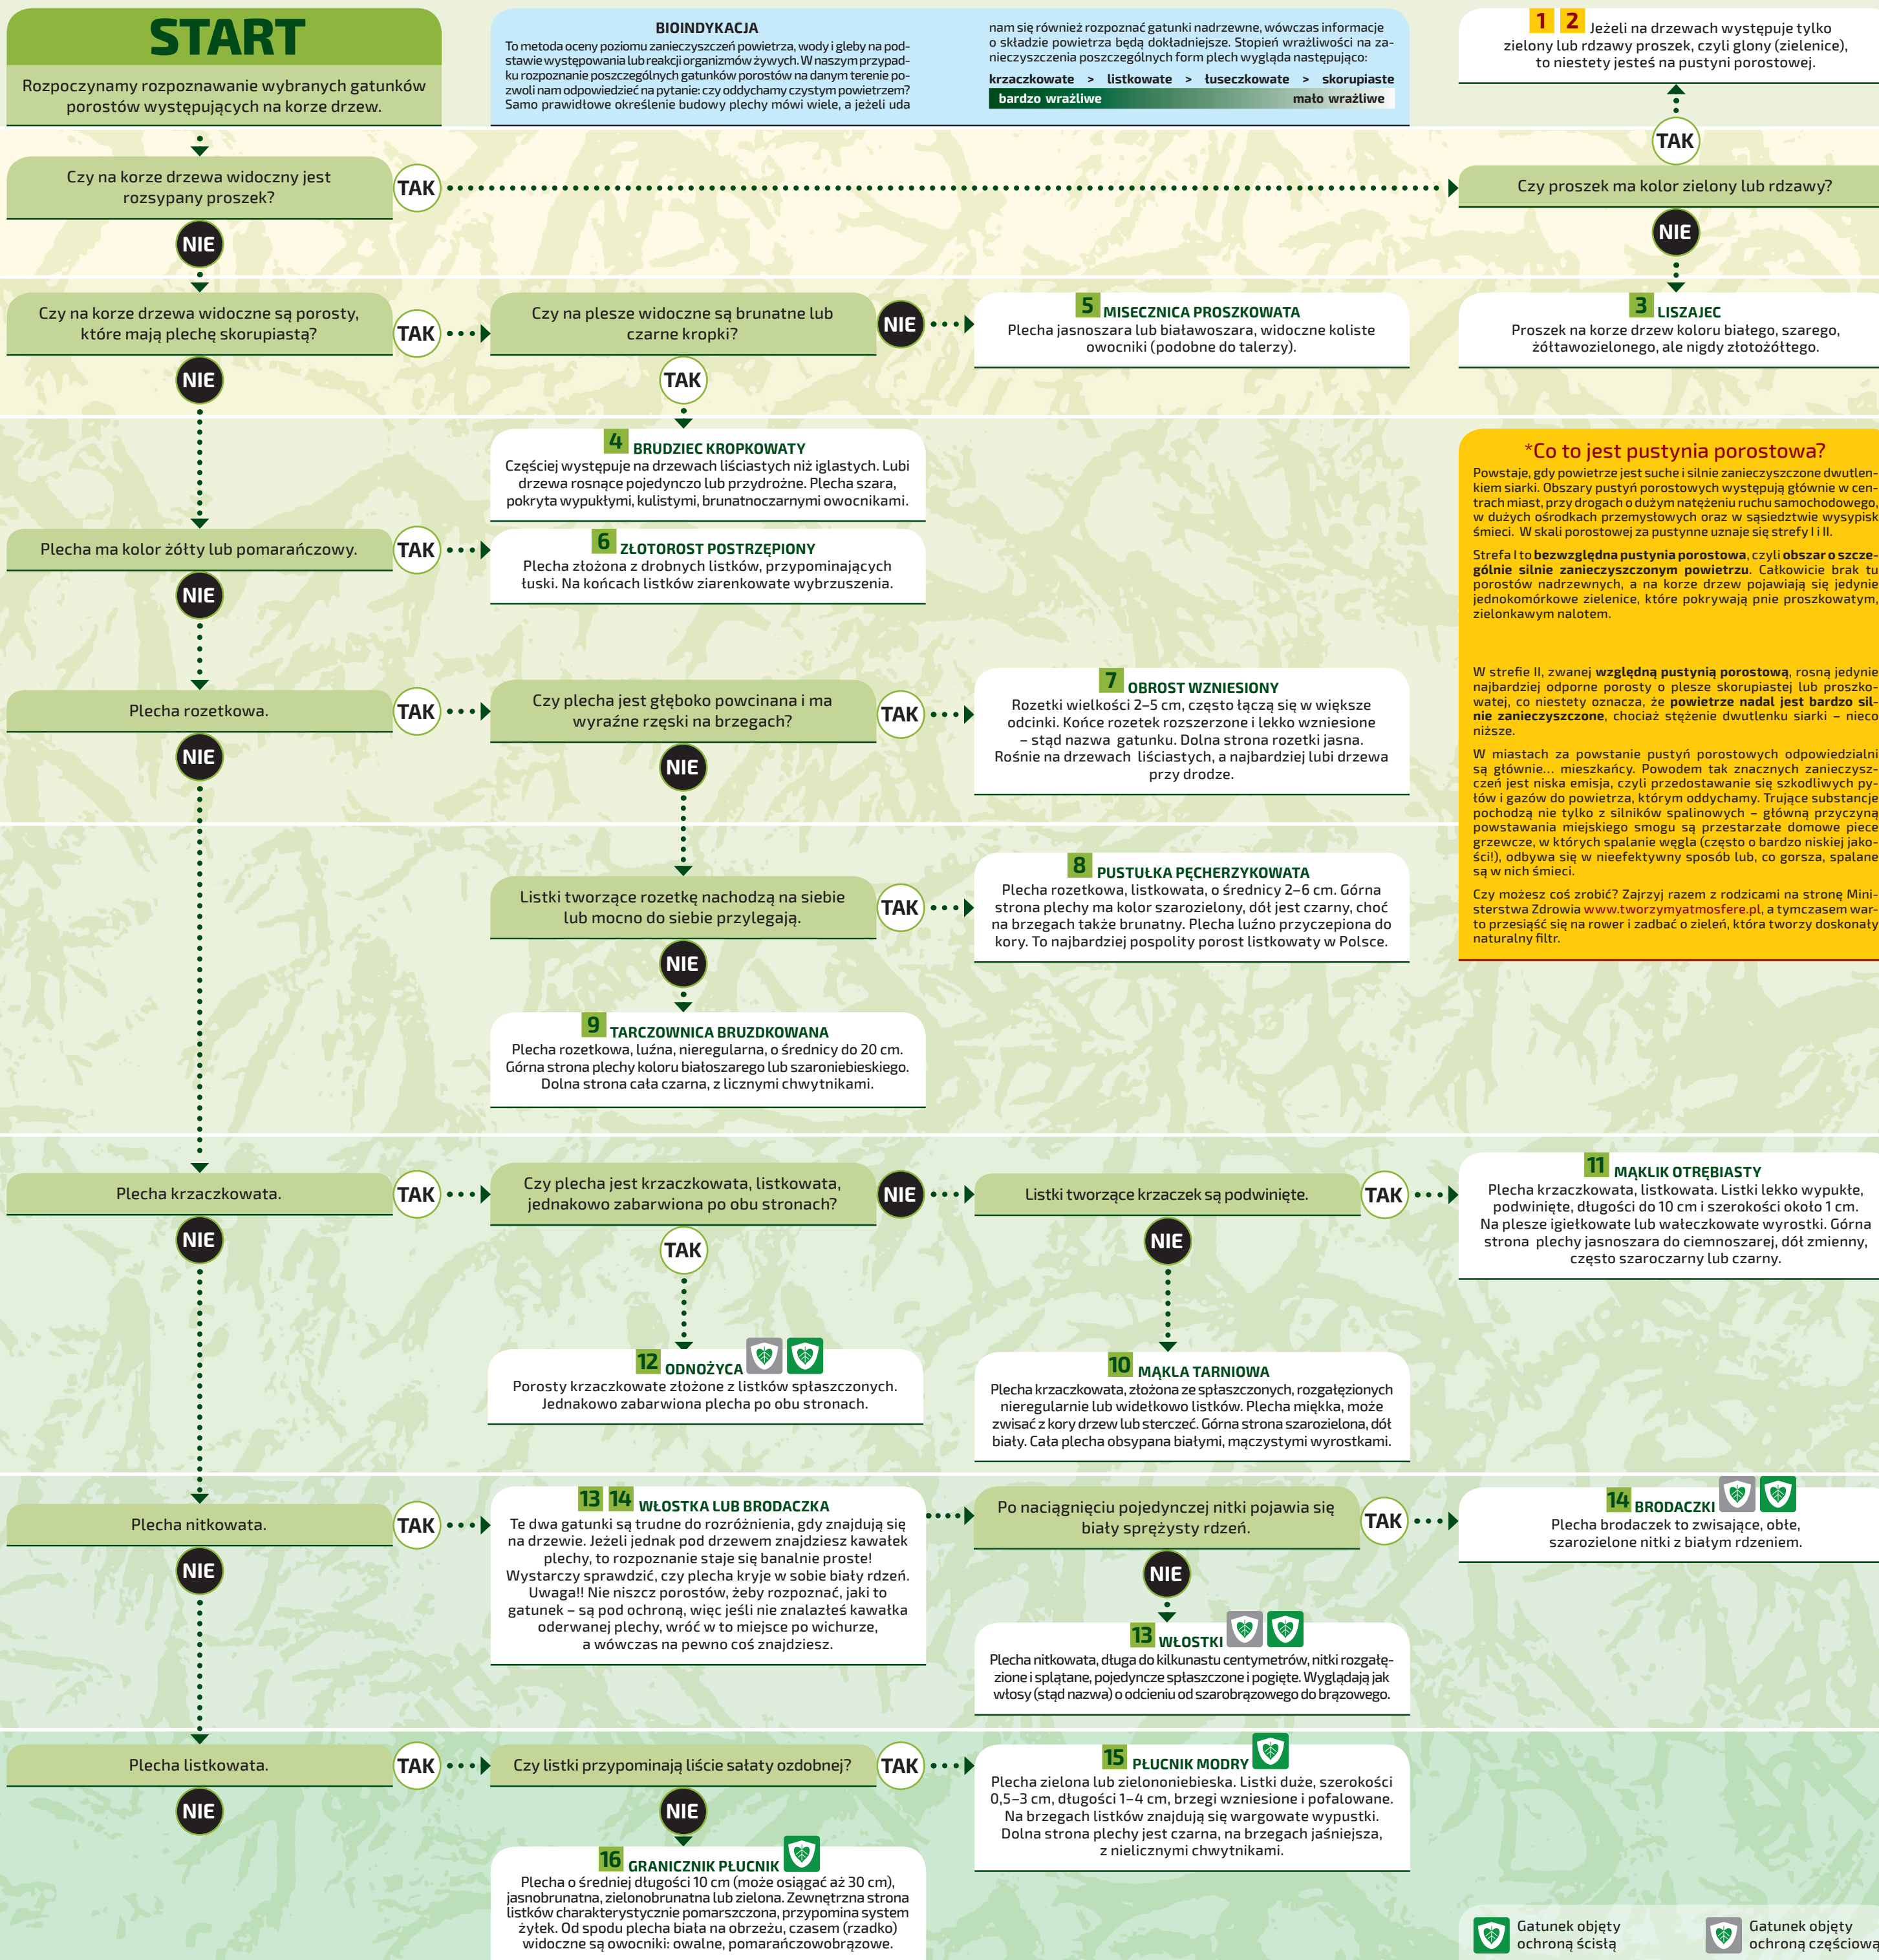 START
Rozpoczynamy rozpoznawanie wybranych gatunków
porostów występujących na korze drzew.
BIOINDYKACJA
To metoda oceny poziomu zanieczyszczeń powietrza, wody i gleby na pod-
stawie występowania lub reakcji organizmów żywych. W naszym przypad-
ku rozpoznanie poszczególnych gatunków porostów na danym terenie po-
zwoli nam odpowiedzieć na pytanie: czy oddychamy czystym powietrzem?
Samo prawidłowe określenie budowy plechy mówi wiele, a jeżeli uda
nam się również rozpoznać gatunki nadrzewne, wówczas informacje
o składzie powietrza będą dokładniejsze. Stopień wrażliwości na za-
nieczyszczenia poszczególnych form plech wygląda następująco:
krzaczkowate > listkowate > łuseczkowate > skorupiaste
bardzo wrażliwe mało wrażliwe
1 2 Jeżeli na drzewach występuje tylko
zielony lub rdzawy proszek, czyli glony (zielenice),
to niestety jesteś na pustyni porostowej.
TAK
Czy na korze drzewa widoczny jest
rozsypany proszek?
TAK
Czy proszek ma kolor zielony lub rdzawy?
NIE
NIE
Czy na korze drzewa widoczne są porosty,
które mają plechę skorupiastą?
TAK
Czy na plesze widoczne są brunatne lub
czarne kropki?
NIE
5 MISECZNICA PROSZKOWATA
Plecha jasnoszara lub białawoszara, widoczne koliste
owocniki (podobne do talerzy).
3 LISZAJEC
Proszek na korze drzew koloru białego, szarego,
żółtawozielonego, ale nigdy złotożółtego.
NIE
TAK
4 BRUDZIEC KROPKOWATY
Częściej występuje na drzewach liściastych niż iglastych. Lubi
drzewa rosnące pojedynczo lub przydrożne. Plecha szara,
pokryta wypukłymi, kulistymi, brunatnoczarnymi owocnikami.
*Co to jest pustynia porostowa?
Powstaje, gdy powietrze jest suche i silnie zanieczyszczone dwutlen-
kiem siarki. Obszary pustyń porostowych występują głównie w cen-
trach miast, przy drogach o dużym natężeniu ruchu samochodowego,
w dużych ośrodkach przemysłowych oraz w sąsiedztwie wysypisk
śmieci. W skali porostowej za pustynne uznaje się strefy I i II.
Strefa I to bezwzględna pustynia porostowa, czyli obszar o szcze-
gólnie silnie zanieczyszczonym powietrzu. Całkowicie brak tu
porostów nadrzewnych, a na korze drzew pojawiają się jedynie
jednokomórkowe zielenice, które pokrywają pnie proszkowatym,
zielonkawym nalotem.
W strefie II, zwanej względną pustynią porostową, rosną jedynie
najbardziej odporne porosty o plesze skorupiastej lub proszko-
watej, co niestety oznacza, że powietrze nadal jest bardzo sil-
nie zanieczyszczone, chociaż stężenie dwutlenku siarki – nieco
niższe.
W miastach za powstanie pustyń porostowych odpowiedzialni
są głównie... mieszkańcy. Powodem tak znacznych zanieczysz-
czeń jest niska emisja, czyli przedostawanie się szkodliwych py-
łów i gazów do powietrza, którym oddychamy. Trujące substancje
pochodzą nie tylko z silników spalinowych – główną przyczyną
powstawania miejskiego smogu są przestarzałe domowe piece
grzewcze, w których spalanie węgla (często o bardzo niskiej jako-
ści!), odbywa się w nieefektywny sposób lub, co gorsza, spalane
są w nich śmieci.
Czy możesz coś zrobić? Zajrzyj razem z rodzicami na stronę Mini-
sterstwa Zdrowia www.tworzymyatmosfere.pl, a tymczasem war-
to przesiąść się na rower i zadbać o zieleń, która tworzy doskonały
naturalny filtr.
Plecha ma kolor żółty lub pomarańczowy.
TAK
6 ZŁOTOROST POSTRZĘPIONY
Plecha złożona z drobnych listków, przypominających
łuski. Na końcach listków ziarenkowate wybrzuszenia.
NIE
Plecha rozetkowa.
TAK
Czy plecha jest głęboko powcinana i ma
wyraźne rzęski na brzegach?
TAK
7 OBROST WZNIESIONY
Rozetki wielkości 2–5 cm, często łączą się w większe
odcinki. Końce rozetek rozszerzone i lekko wzniesione
– stąd nazwa gatunku. Dolna strona rozetki jasna.
Rośnie na drzewach liściastych, a najbardziej lubi drzewa
przy drodze.
NIE
NIE
Listki tworzące rozetkę nachodzą na siebie
lub mocno do siebie przylegają.
TAK
8 PUSTUŁKA PĘCHERZYKOWATA
Plecha rozetkowa, listkowata, o średnicy 2–6 cm. Górna
strona plechy ma kolor szarozielony, dół jest czarny, choć
na brzegach także brunatny. Plecha luźno przyczepiona do
kory. To najbardziej pospolity porost listkowaty w Polsce.
NIE
9 TARCZOWNICA BRUZDKOWANA
Plecha rozetkowa, luźna, nieregularna, o średnicy do 20 cm.
Górna strona plechy koloru białoszarego lub szaroniebieskiego.
Dolna strona cała czarna, z licznymi chwytnikami.
Plecha krzaczkowata.
TAK
Czy plecha jest krzaczkowata, listkowata,
jednakowo zabarwiona po obu stronach?
NIE
Listki tworzące krzaczek są podwinięte.
TAK
11 MĄKLIK OTRĘBIASTY
Plecha krzaczkowata, listkowata. Listki lekko wypukłe,
podwinięte, długości do 10 cm i szerokości około 1 cm.
Na plesze igiełkowate lub wałeczkowate wyrostki. Górna
strona plechy jasnoszara do ciemnoszarej, dół zmienny,
często szaroczarny lub czarny.
NIE
TAK
NIE
12 ODNOŻYCA
Porosty krzaczkowate złożone z listków spłaszczonych.
Jednakowo zabarwiona plecha po obu stronach.
10 MĄKLA TARNIOWA
Plecha krzaczkowata, złożona ze spłaszczonych, rozgałęzionych
nieregularnie lub widełkowo listków. Plecha miękka, może
zwisać z kory drzew lub sterczeć. Górna strona szarozielona, dół
biały. Cała plecha obsypana białymi, mączystymi wyrostkami.
Plecha nitkowata.
TAK
13 14 WŁOSTKA LUB BRODACZKA
Te dwa gatunki są trudne do rozróżnienia, gdy znajdują się
na drzewie. Jeżeli jednak pod drzewem znajdziesz kawałek
plechy, to rozpoznanie staje się banalnie proste!
Wystarczy sprawdzić, czy plecha kryje w sobie biały rdzeń.
Uwaga!! Nie niszcz porostów, żeby rozpoznać, jaki to
gatunek – są pod ochroną, więc jeśli nie znalazłeś kawałka
oderwanej plechy, wróć w to miejsce po wichurze,
a wówczas na pewno coś znajdziesz.
Po naciągnięciu pojedynczej nitki pojawia się
biały sprężysty rdzeń.
TAK
14 BRODACZKI
Plecha brodaczek to zwisające, obłe,
szarozielone nitki z białym rdzeniem.
NIE
NIE
13 WŁOSTKI
Plecha nitkowata, długa do kilkunastu centymetrów, nitki rozgałę-
zione i splątane, pojedyncze spłaszczone i pogięte. Wyglądają jak
włosy (stąd nazwa) o odcieniu od szarobrązowego do brązowego.
Plecha listkowata.
TAK
Czy listki przypominają liście sałaty ozdobnej?
TAK
15 PŁUCNIK MODRY
Plecha zielona lub zielononiebieska. Listki duże, szerokości
0,5–3 cm, długości 1–4 cm, brzegi wzniesione i pofalowane.
Na brzegach listków znajdują się wargowate wypustki.
Dolna strona plechy jest czarna, na brzegach jaśniejsza,
z nielicznymi chwytnikami.
NIE
NIE
16 GRANICZNIK PŁUCNIK
Plecha o średniej długości 10 cm (może osiągać aż 30 cm),
jasnobrunatna, zielonobrunatna lub zielona. Zewnętrzna strona
listków charakterystycznie pomarszczona, przypomina system
żyłek. Od spodu plecha biała na obrzeżu, czasem (rzadko)
widoczne są owocniki: owalne, pomarańczowobrązowe.
Gatunek objęty
ochroną ścisłą
Gatunek objęty
ochroną częściową